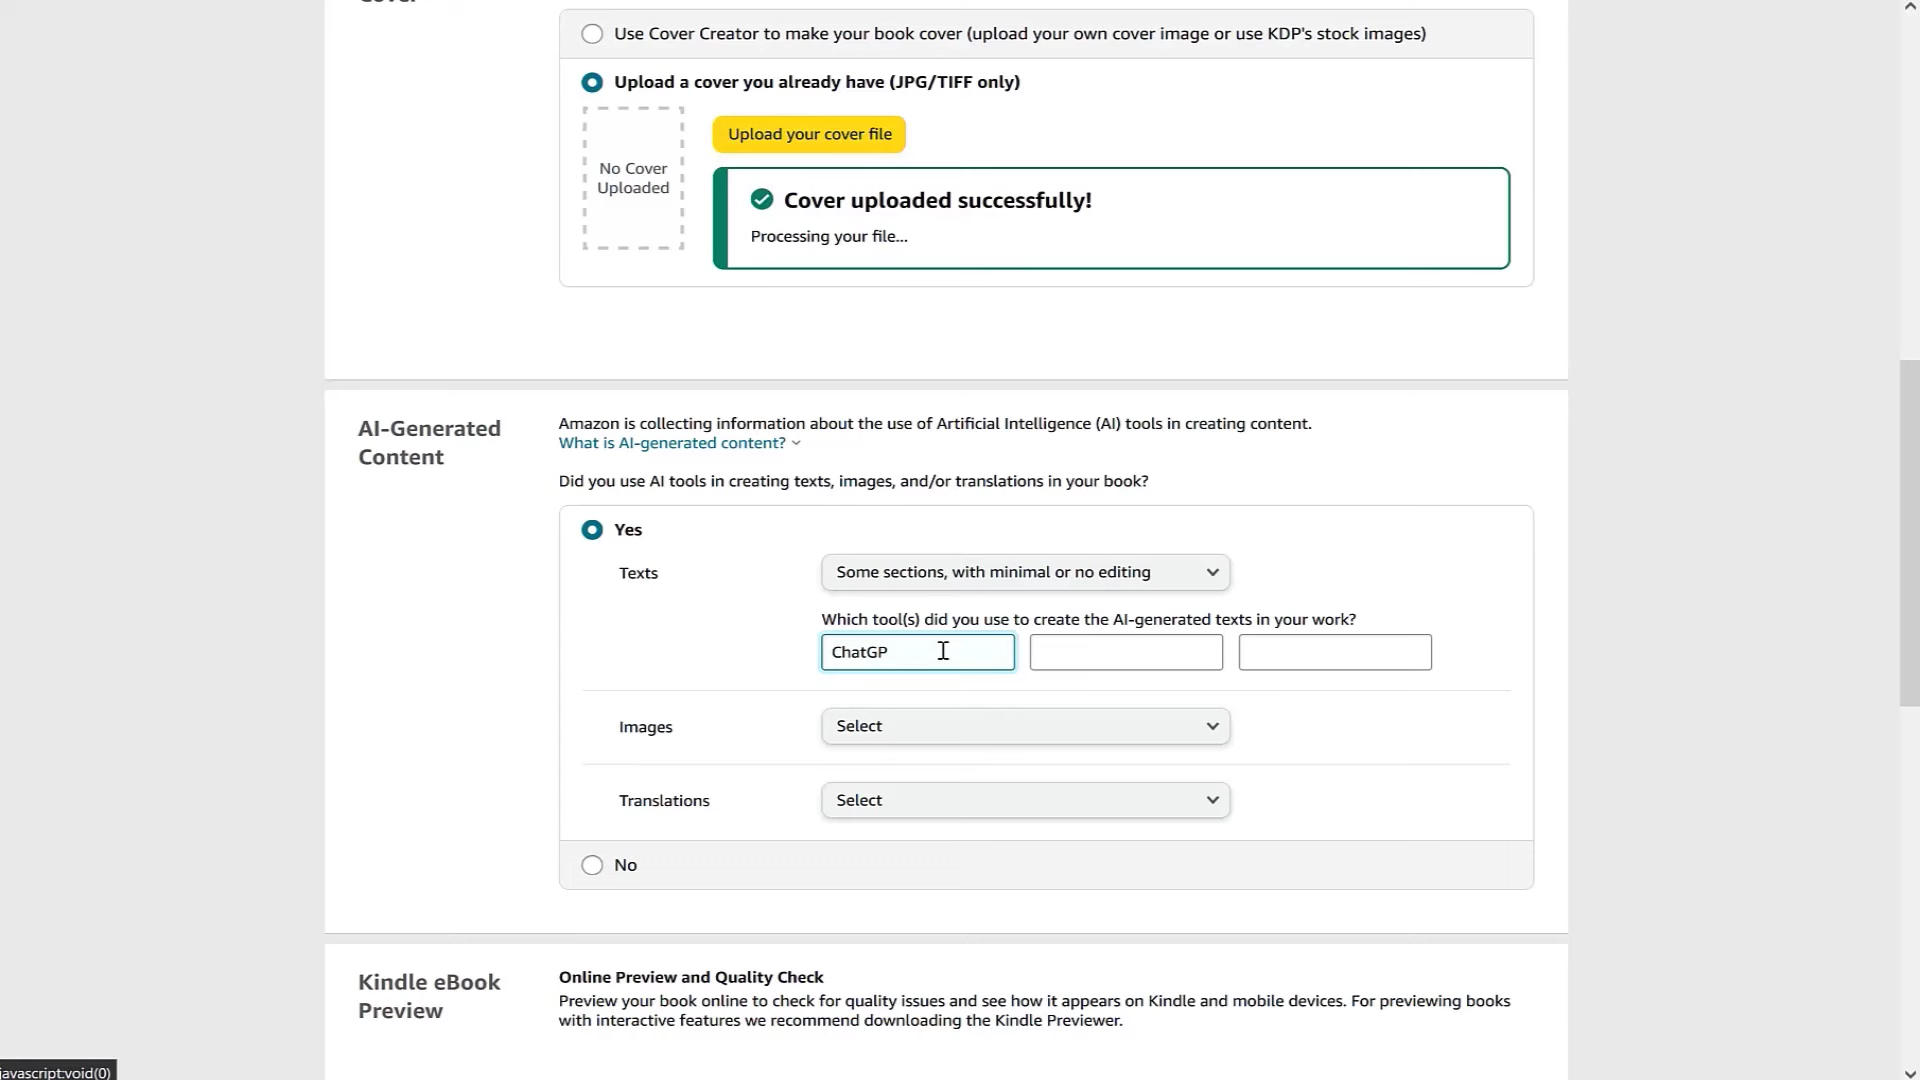 Cover
Use Cover Creator to make your book cover (upload your own cover image or use KDP's stock images)
Upload a cover you already have (JPG/TIFF only)
No Cover
Uploaded
Upload your cover file
Cover uploaded successfully!
Processing your file...
AI-Generated
Content
Amazon is collecting information about the use of Artificial Intelligence (AI) tools in creating content.
What is AI-generated content?
Did you use AI tools in creating texts, images, and/or translations in your book?
Yes
Texts
Some sections, with minimal or no editing
Which tool(s) did you use to create the AI-generated texts in your work?
ChatGP
Images
Select
Translations
Select
No
Kindle eBook
Preview
Online Preview and Quality Check
Preview your book online to check for quality issues and see how it appears on Kindle and mobile devices. For previewing books
with interactive features we recommend downloading the Kindle Previewer.
javascript:void(0)